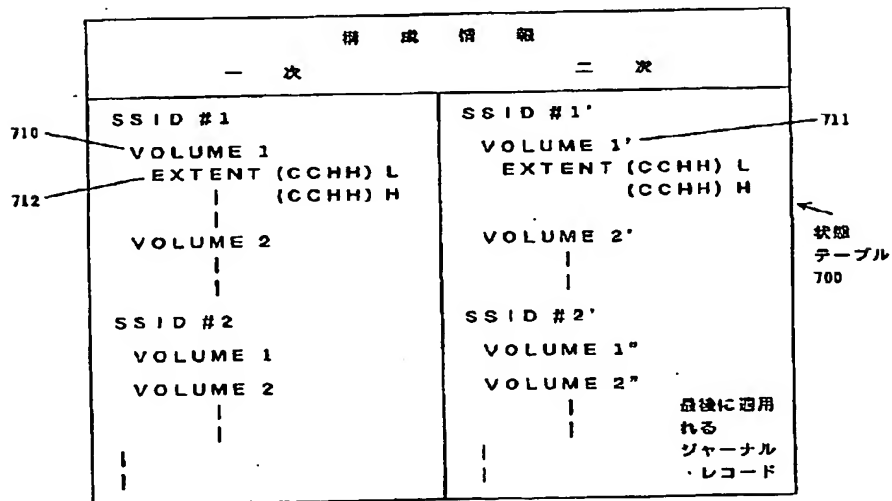 構成情報
一次 二次
SSID #1
VOLUME 1
EXTENT (CCHH) L
(CCHH) H
VOLUME 2
SSID #2
VOLUME 1
VOLUME 2
SSID #1'
VOLUME 1'
EXTENT (CCHH) L
(CCHH) H
VOLUME 2'
SSID #2'
VOLUME 1"
VOLUME 2"
最後に適用
れる
ジャーナル
・レコード
710
712
711
状態
テーブル
700